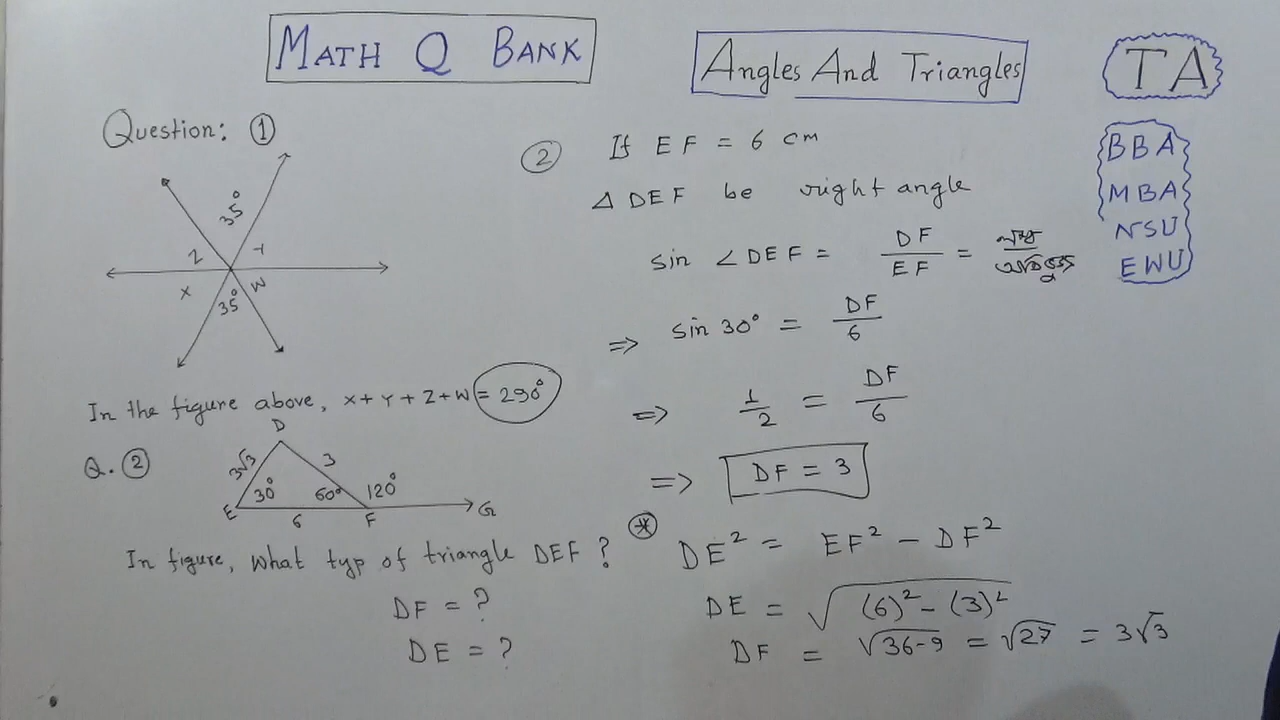 MATH Q BANK
Angles And Triangles
TA
BBA
MBA
NSU
EWU
Question: ①
35°
Z Y
X 35° W
In the figure above, X+Y+Z+W = 290°
Q. ②
D
3√3 3
30° 60° 120°
E 6 F G
In figure, what typ of triangle DEF ?
DF = ?
DE = ?
② If EF = 6 cm
△ DEF be right angle
sin ∠DEF = DF/EF = লম্ব/অতিভুজ
=> sin 30° = DF/6
=> 1/2 = DF/6
=> DF = 3
* DE² = EF² - DF²
DE = √(6)² - (3)²
DF = √36-9 = √27 = 3√3